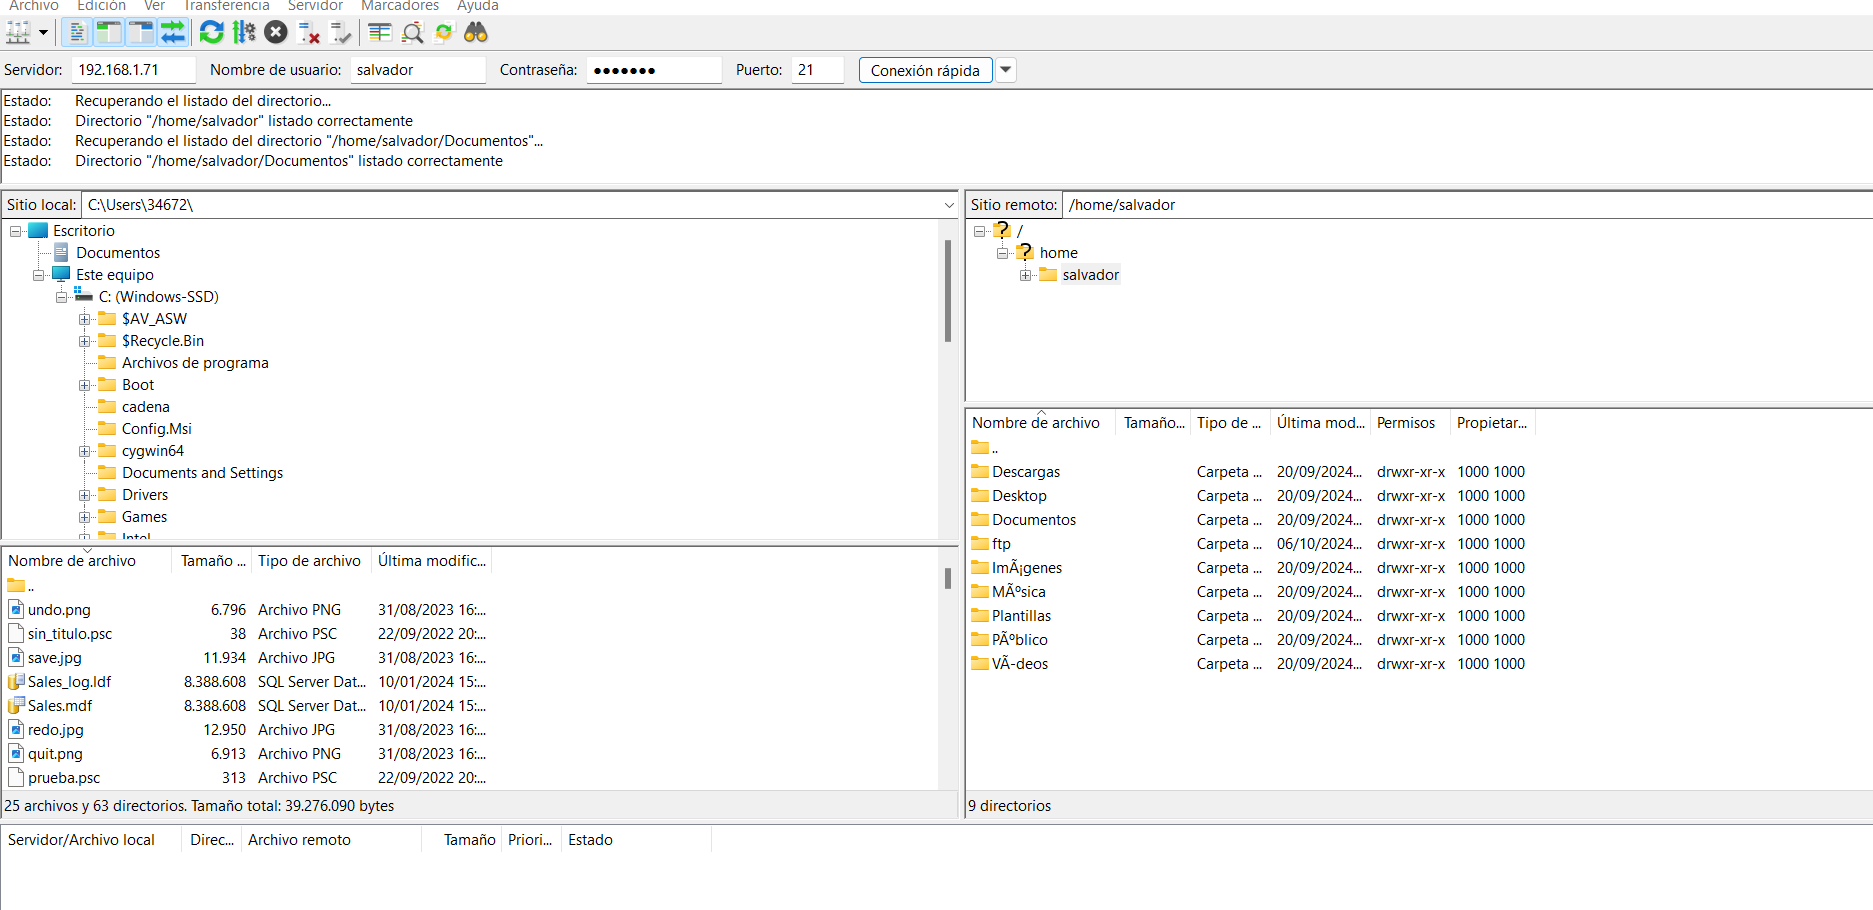 Archivo Edición Ver Transferencia Servidor Marcadores Ayuda
Servidor: 192.168.1.71 Nombre de usuario: salvador Contraseña: ●●●●●●● Puerto: 21 Conexión rápida
Estado: Recuperando el listado del directorio...
Estado: Directorio "/home/salvador" listado correctamente
Estado: Recuperando el listado del directorio "/home/salvador/Documentos"...
Estado: Directorio "/home/salvador/Documentos" listado correctamente
Sitio local: C:\Users\34672\
Escritorio
Documentos
Este equipo
C: (Windows-SSD)
$AV_ASW
$Recycle.Bin
Archivos de programa
Boot
cadena
Config.Msi
cygwin64
Documents and Settings
Drivers
Games
Intel
Nombre de archivo Tamaño ... Tipo de archivo Última modific...
..
undo.png 6.796 Archivo PNG 31/08/2023 16:...
sin_titulo.psc 38 Archivo PSC 22/09/2022 20:...
save.jpg 11.934 Archivo JPG 31/08/2023 16:...
Sales_log.ldf 8.388.608 SQL Server Dat... 10/01/2024 15:...
Sales.mdf 8.388.608 SQL Server Dat... 10/01/2024 15:...
redo.jpg 12.950 Archivo JPG 31/08/2023 16:...
quit.png 6.913 Archivo PNG 31/08/2023 16:...
prueba.psc 313 Archivo PSC 22/09/2022 20:...
25 archivos y 63 directorios. Tamaño total: 39.276.090 bytes
Sitio remoto: /home/salvador
/
home
salvador
Nombre de archivo Tamaño... Tipo de ... Última mod... Permisos Propietar...
..
Descargas Carpeta ... 20/09/2024... drwxr-xr-x 1000 1000
Desktop Carpeta ... 20/09/2024... drwxr-xr-x 1000 1000
Documentos Carpeta ... 20/09/2024... drwxr-xr-x 1000 1000
ftp Carpeta ... 06/10/2024... drwxr-xr-x 1000 1000
ImÃ¡genes Carpeta ... 20/09/2024... drwxr-xr-x 1000 1000
MÃºsica Carpeta ... 20/09/2024... drwxr-xr-x 1000 1000
Plantillas Carpeta ... 20/09/2024... drwxr-xr-x 1000 1000
PÃºblico Carpeta ... 20/09/2024... drwxr-xr-x 1000 1000
VÃ-deos Carpeta ... 20/09/2024... drwxr-xr-x 1000 1000
9 directorios
Servidor/Archivo local Direc... Archivo remoto Tamaño Priori... Estado